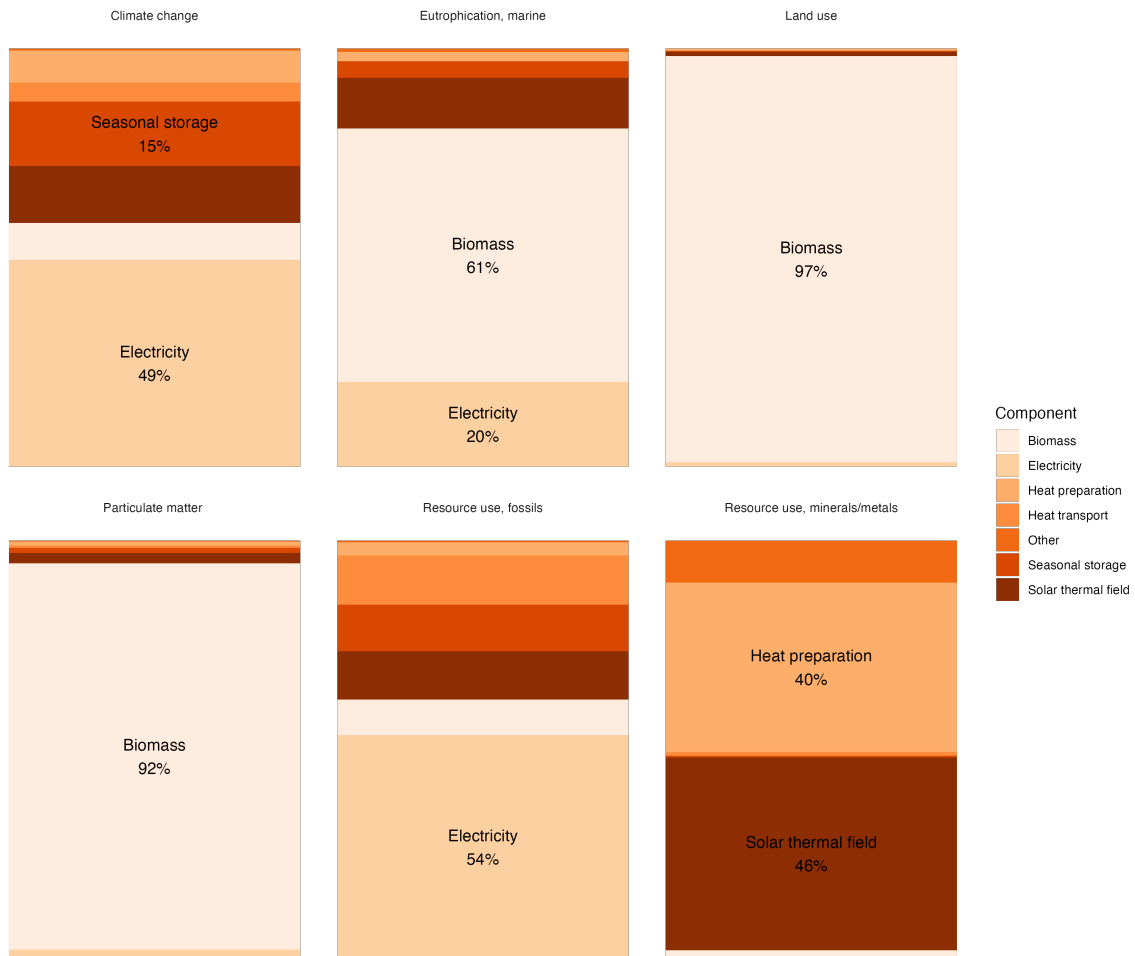 Climate change
Eutrophication, marine
Land use
Seasonal storage
15%
Electricity
49%
Biomass
61%
Electricity
20%
Biomass
97%
Particulate matter
Resource use, fossils
Resource use, minerals/metals
Biomass
92%
Electricity
54%
Heat preparation
40%
Solar thermal field
46%
Component
Biomass
Electricity
Heat preparation
Heat transport
Other
Seasonal storage
Solar thermal field